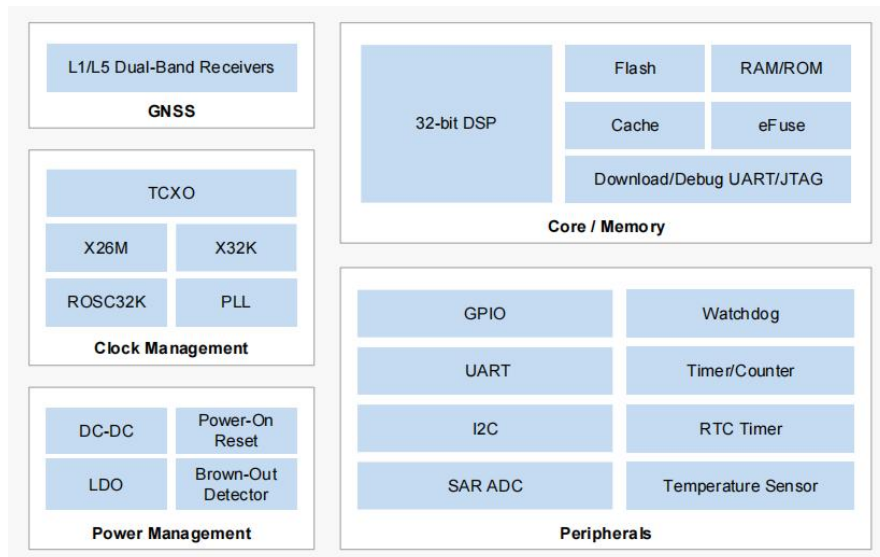 L1/L5 Dual-Band Receivers
GNSS
TCXO
X26M
X32K
ROSC32K
PLL
Clock Management
DC-DC
Power-On
Reset
LDO
Brown-Out
Detector
Power Management
32-bit DSP
Flash
RAM/ROM
Cache
eFuse
Download/Debug UART/JTAG
Core / Memory
GPIO
Watchdog
UART
Timer/Counter
I2C
RTC Timer
SAR ADC
Temperature Sensor
Peripherals